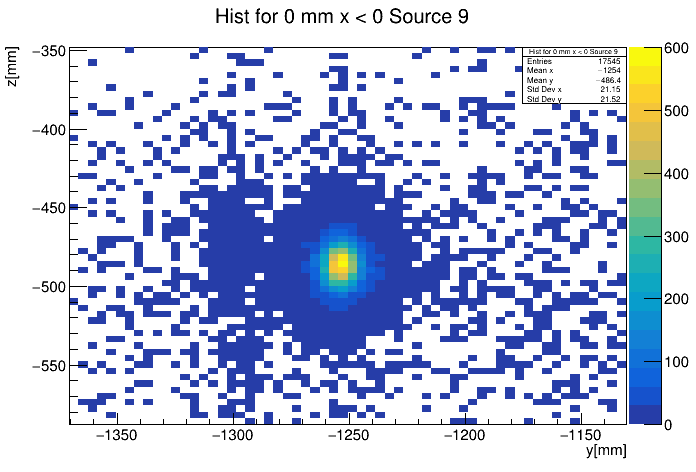 Hist for 0 mm x < 0 Source 9
Hist for 0 mm x < 0 Source 9
Entries 17545
Mean x −1254
Mean y −486.4
Std Dev x 21.15
Std Dev y 21.52
z[mm]
−350
−400
−450
−500
−550
−1350 −1300 −1250 −1200 −1150
y[mm]
600
500
400
300
200
100
0